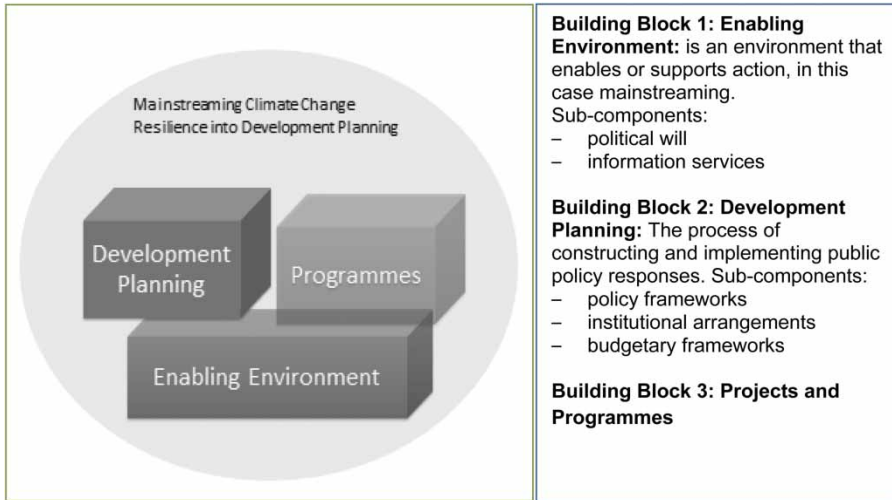 Mainstreaming Climate Change
Resilience into Development Planning
Development
Planning
Programmes
Enabling Environment
Building Block 1: Enabling
Environment: is an environment that
enables or supports action, in this
case mainstreaming.
Sub-components:
– political will
– information services
Building Block 2: Development
Planning: The process of
constructing and implementing public
policy responses. Sub-components:
– policy frameworks
– institutional arrangements
– budgetary frameworks
Building Block 3: Projects and
Programmes